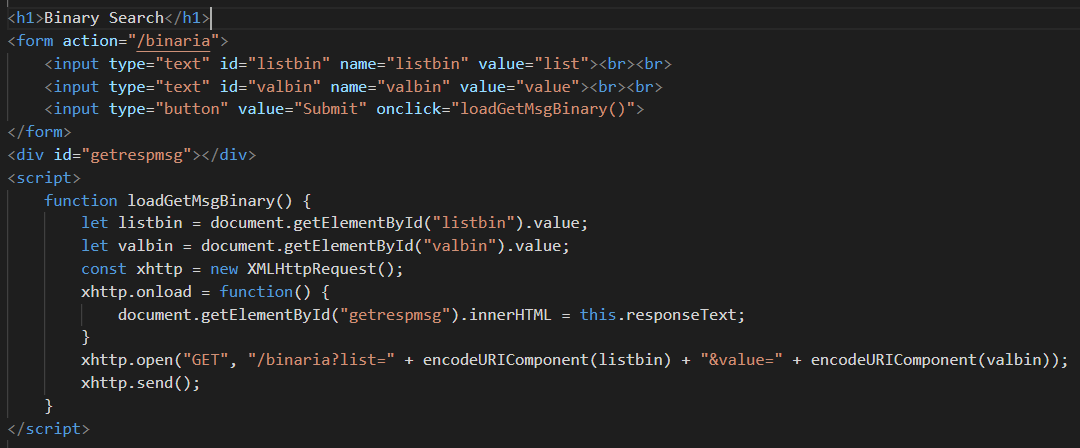 <h1>Binary Search</h1>
<form action="/binaria">
    <input type="text" id="listbin" name="listbin" value="list"><br><br>
    <input type="text" id="valbin" name="valbin" value="value"><br><br>
    <input type="button" value="Submit" onclick="loadGetMsgBinary()">
</form>
<div id="getrespmsg"></div>
<script>
    function loadGetMsgBinary() {
        let listbin = document.getElementById("listbin").value;
        let valbin = document.getElementById("valbin").value;
        const xhttp = new XMLHttpRequest();
        xhttp.onload = function() {
            document.getElementById("getrespmsg").innerHTML = this.responseText;
        }
        xhttp.open("GET", "/binaria?list=" + encodeURIComponent(listbin) + "&value=" + encodeURIComponent(valbin));
        xhttp.send();
    }
</script>